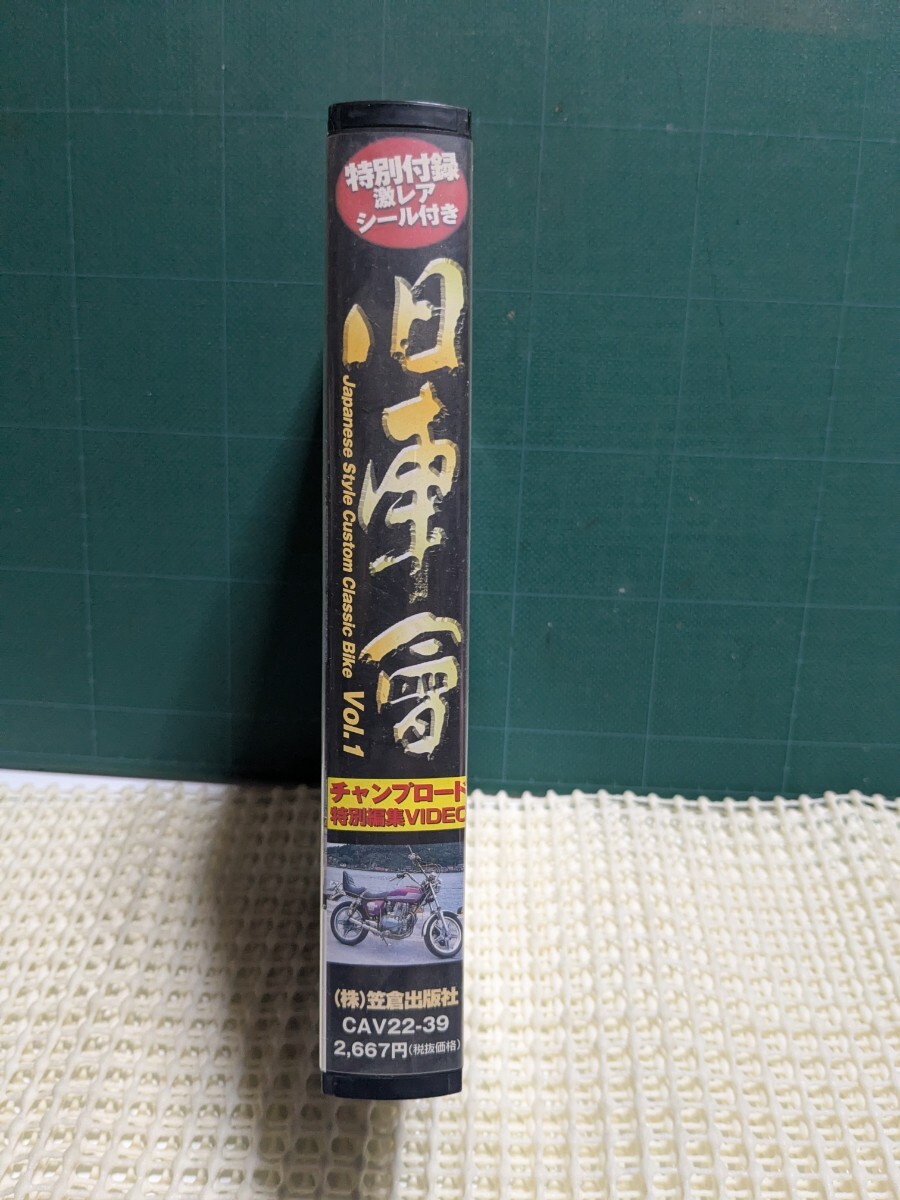 特別付録
激レア
シール付き
旧車會
Japanese Style Custom Classic Bike Vol.1
チャンプロード
特別編集VIDEO
(株)笠倉出版社
CAV22-39
2,667円(税抜価格)